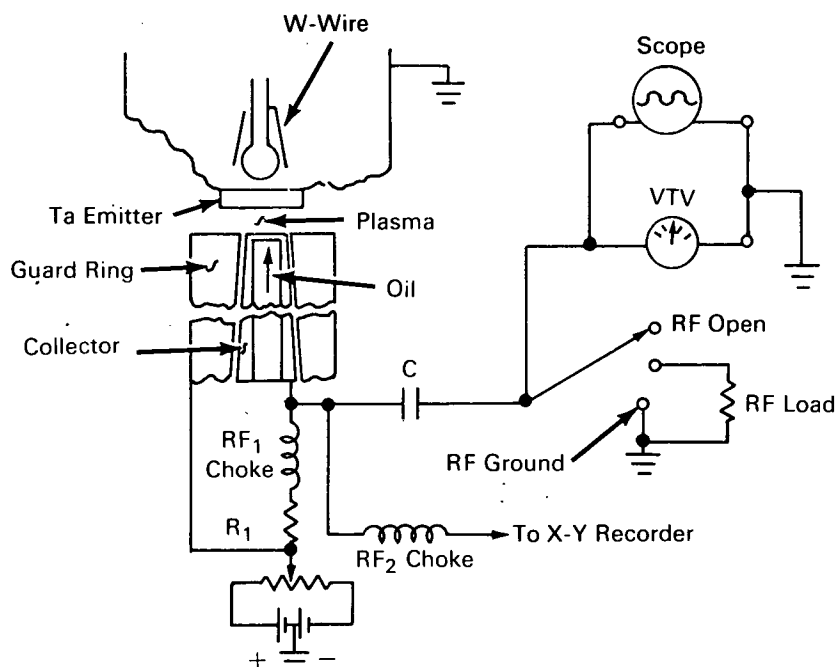 W-Wire
Scope
Ta Emitter
Plasma
VTV
Guard Ring
Oil
Collector
C
RF Open
RF1
Choke
RF Load
RF Ground
R1
To X-Y Recorder
RF2 Choke
+ −